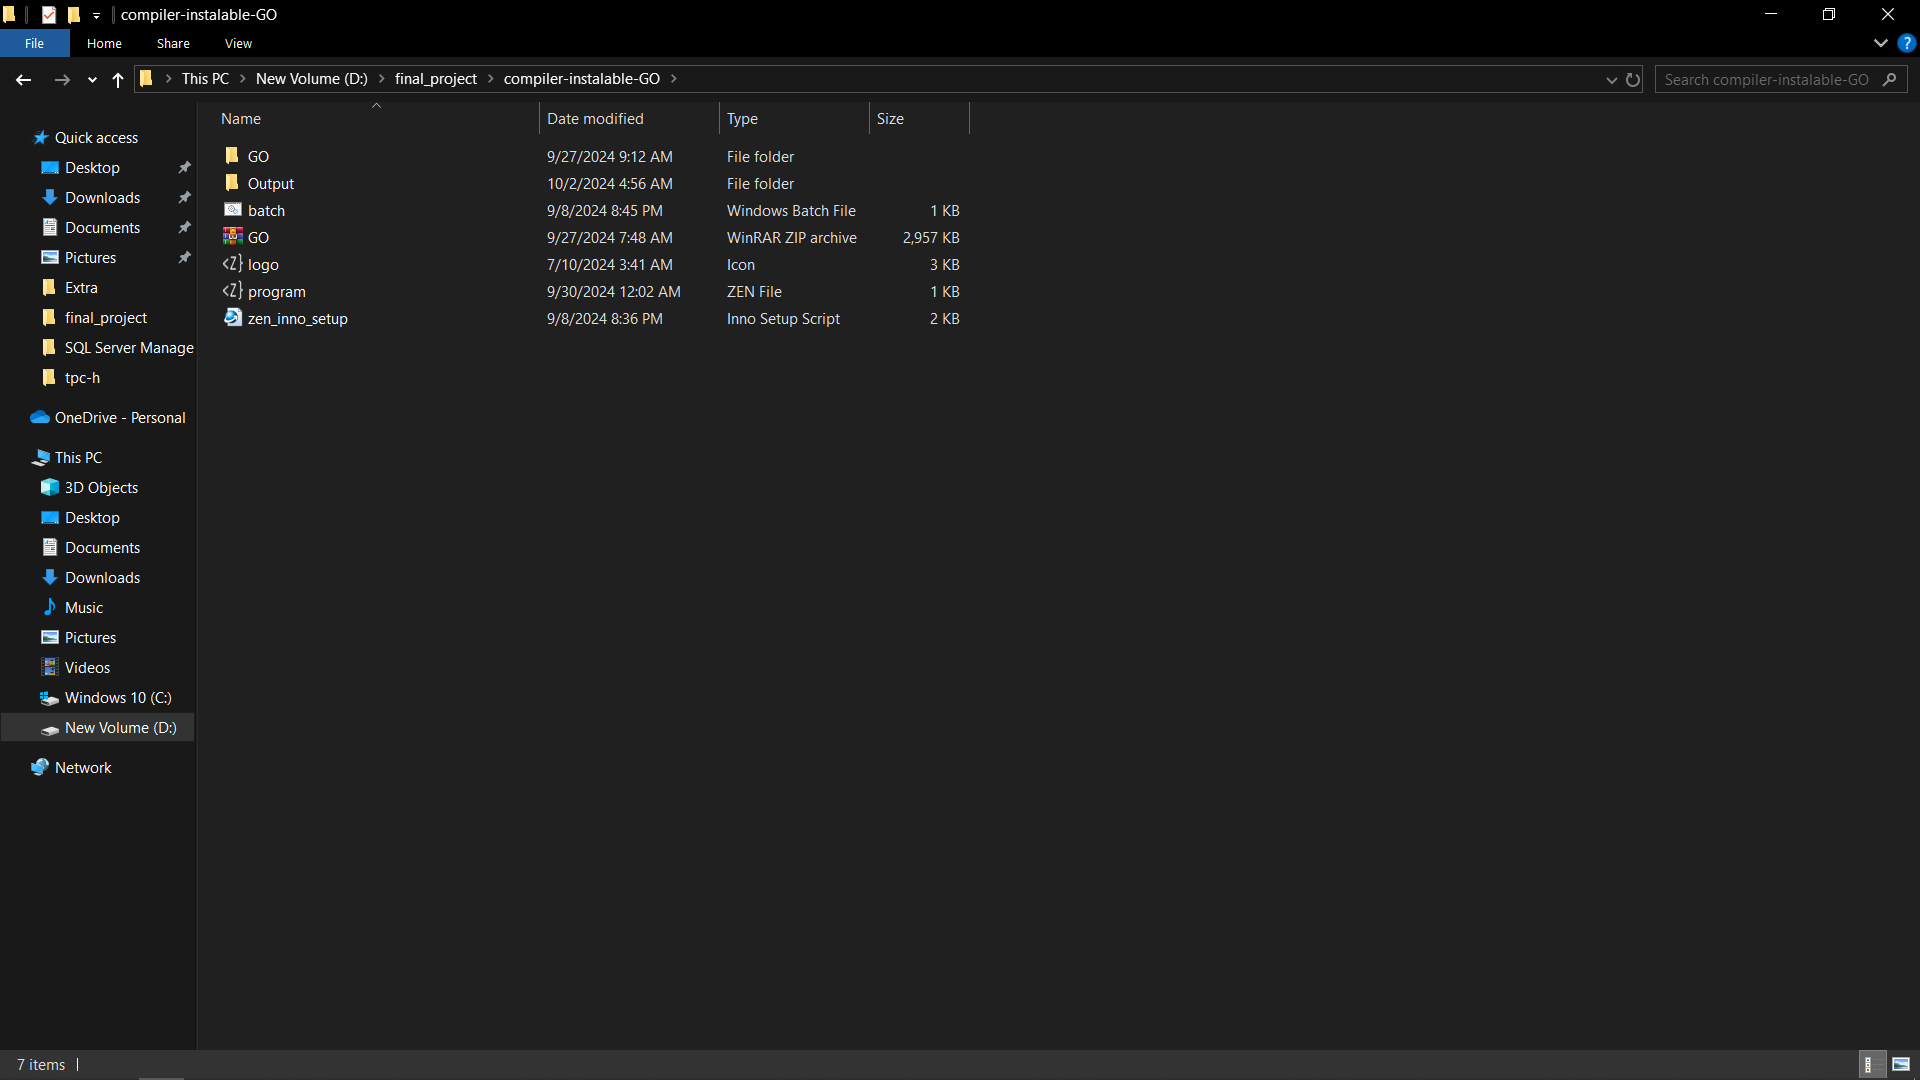 compiler-instalable-GO
File Home Share View
This PC New Volume (D:) final_project compiler-instalable-GO Search compiler-instalable-GO
Name Date modified Type Size
GO 9/27/2024 9:12 AM File folder
Output 10/2/2024 4:56 AM File folder
batch 9/8/2024 8:45 PM Windows Batch File 1 KB
GO 9/27/2024 7:48 AM WinRAR ZIP archive 2,957 KB
<Z} logo 7/10/2024 3:41 AM Icon 3 KB
<Z} program 9/30/2024 12:02 AM ZEN File 1 KB
zen_inno_setup 9/8/2024 8:36 PM Inno Setup Script 2 KB
Quick access
Desktop
Downloads
Documents
Pictures
Extra
final_project
SQL Server Manage
tpc-h
OneDrive - Personal
This PC
3D Objects
Desktop
Documents
Downloads
Music
Pictures
Videos
Windows 10 (C:)
New Volume (D:)
Network
7 items